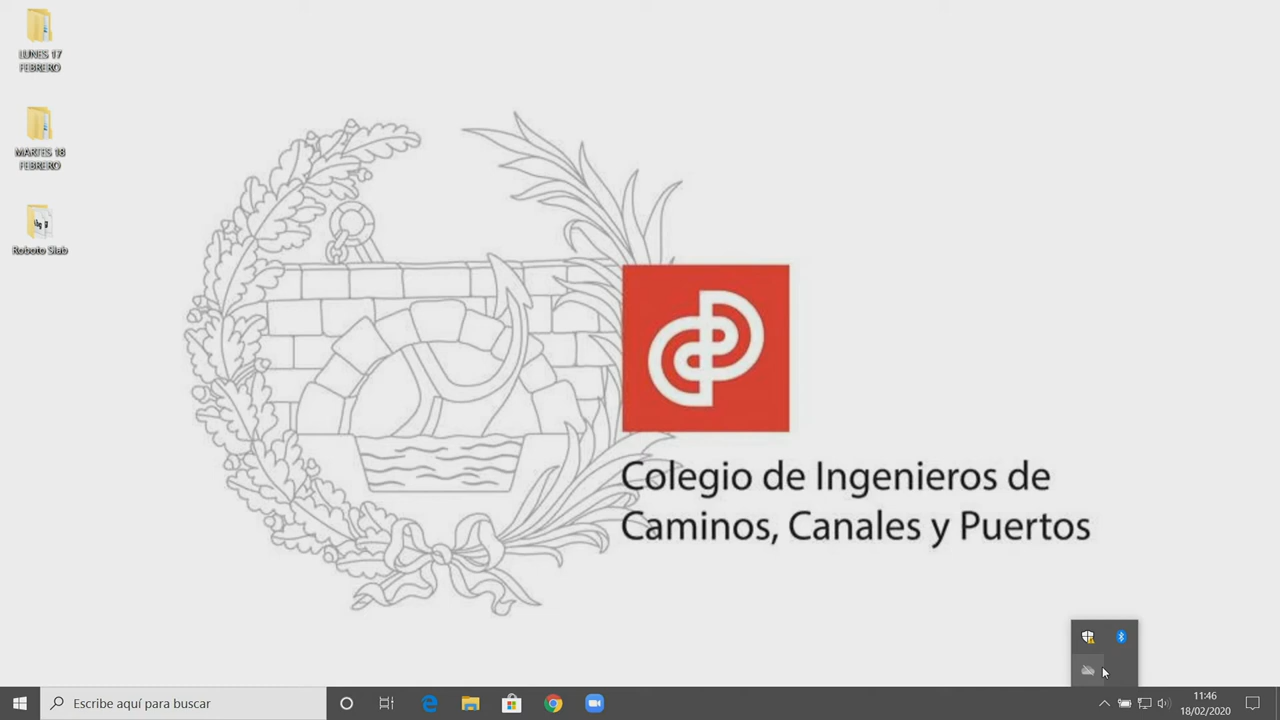 LUNES 17
FEBRERO
MARTES 18
FEBRERO
Roboto Slab
Colegio de Ingenieros de
Caminos, Canales y Puertos
Escribe aquí para buscar
11:46
18/02/2020